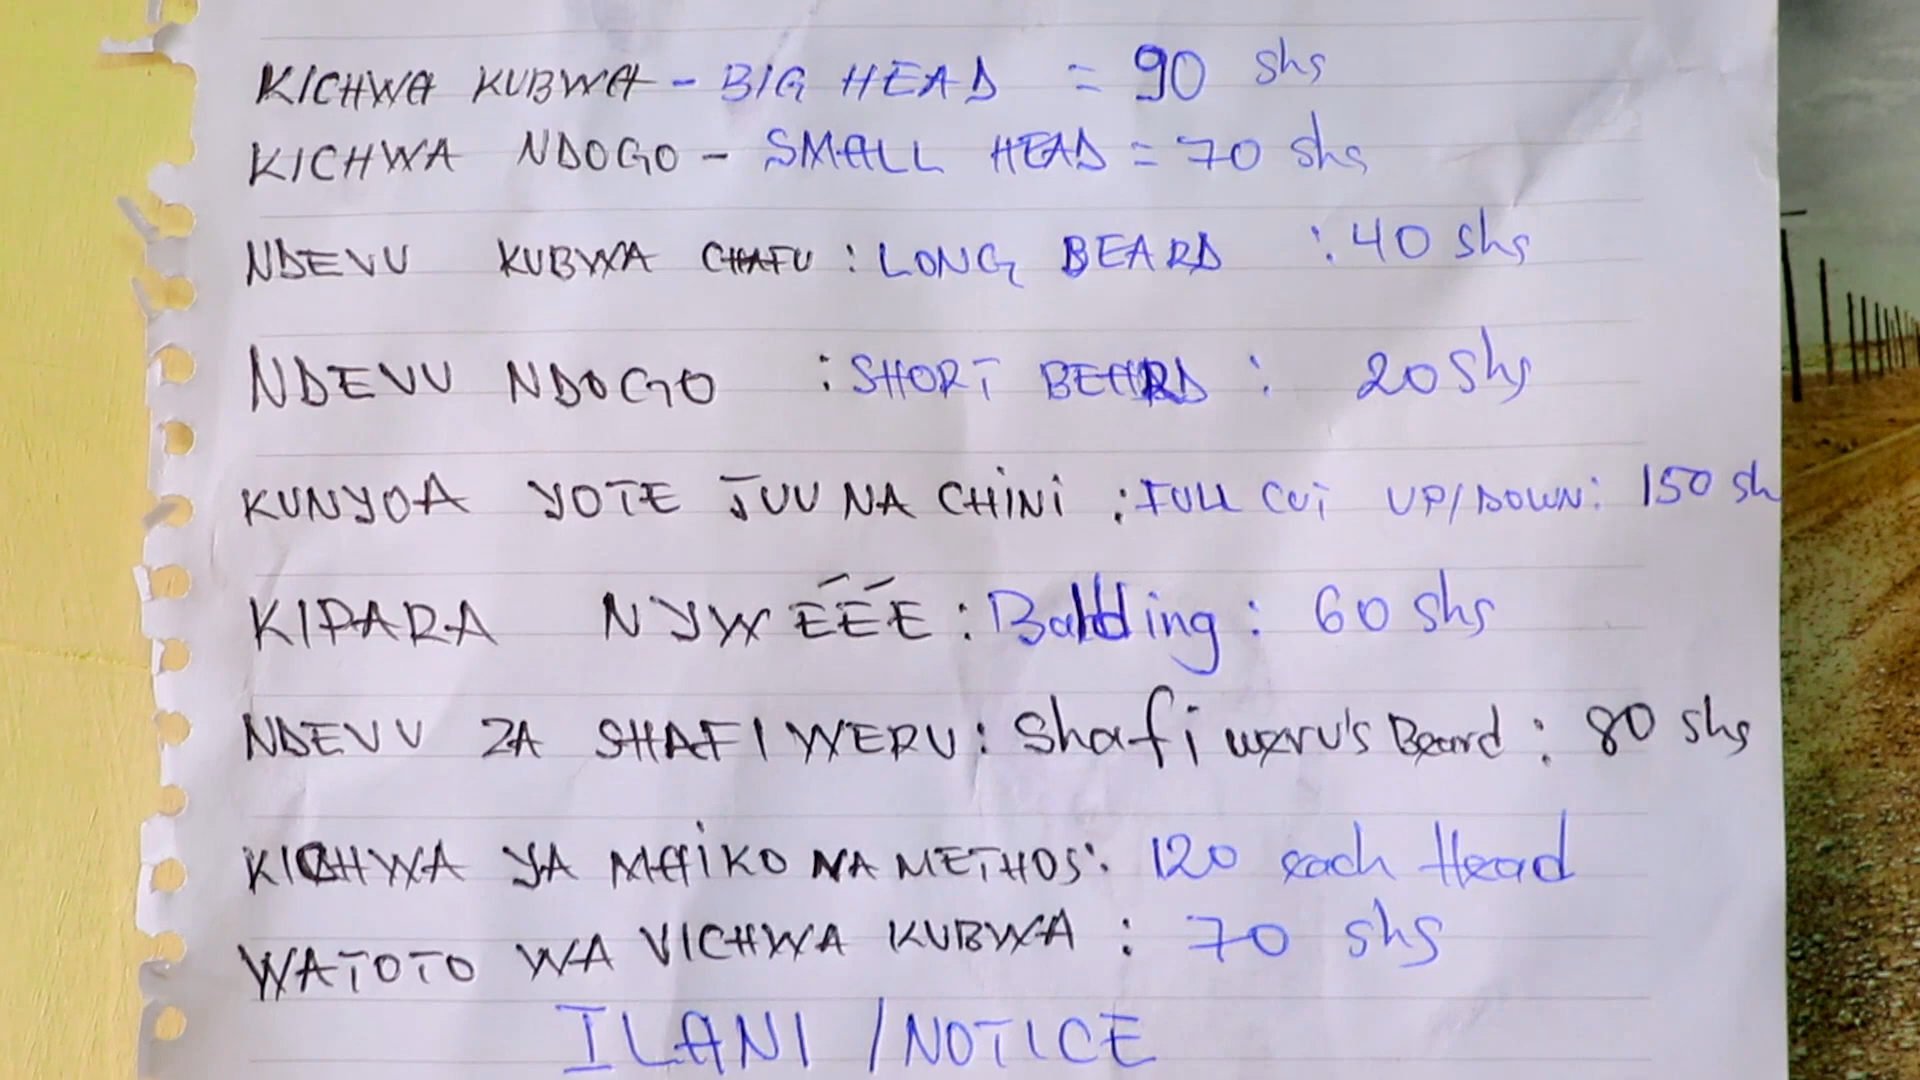 KICHWA KUBWA - BIG HEAD = 90 shs
KICHWA NDOGO - SMALL HEAD = 70 shs
NDEVU KUBWA CHAFU : LONG BEARD : 40 shs
NDEVU NDOGO : SHORT BEARD : 20 shs
KUNYOA YOTE JUU NA CHINI : FULL CUT UP/DOWN: 150 sh
KIPARA NYWÉÉE : Balding : 60 shs
NDEVU ZA SHAFI WERU : Shafi weru's Beard : 80 shs
KICHWA YA MAIKO NA METHOS : 120 each Head
WATOTO WA VICHWA KUBWA : 70 shs
ILANI / NOTICE